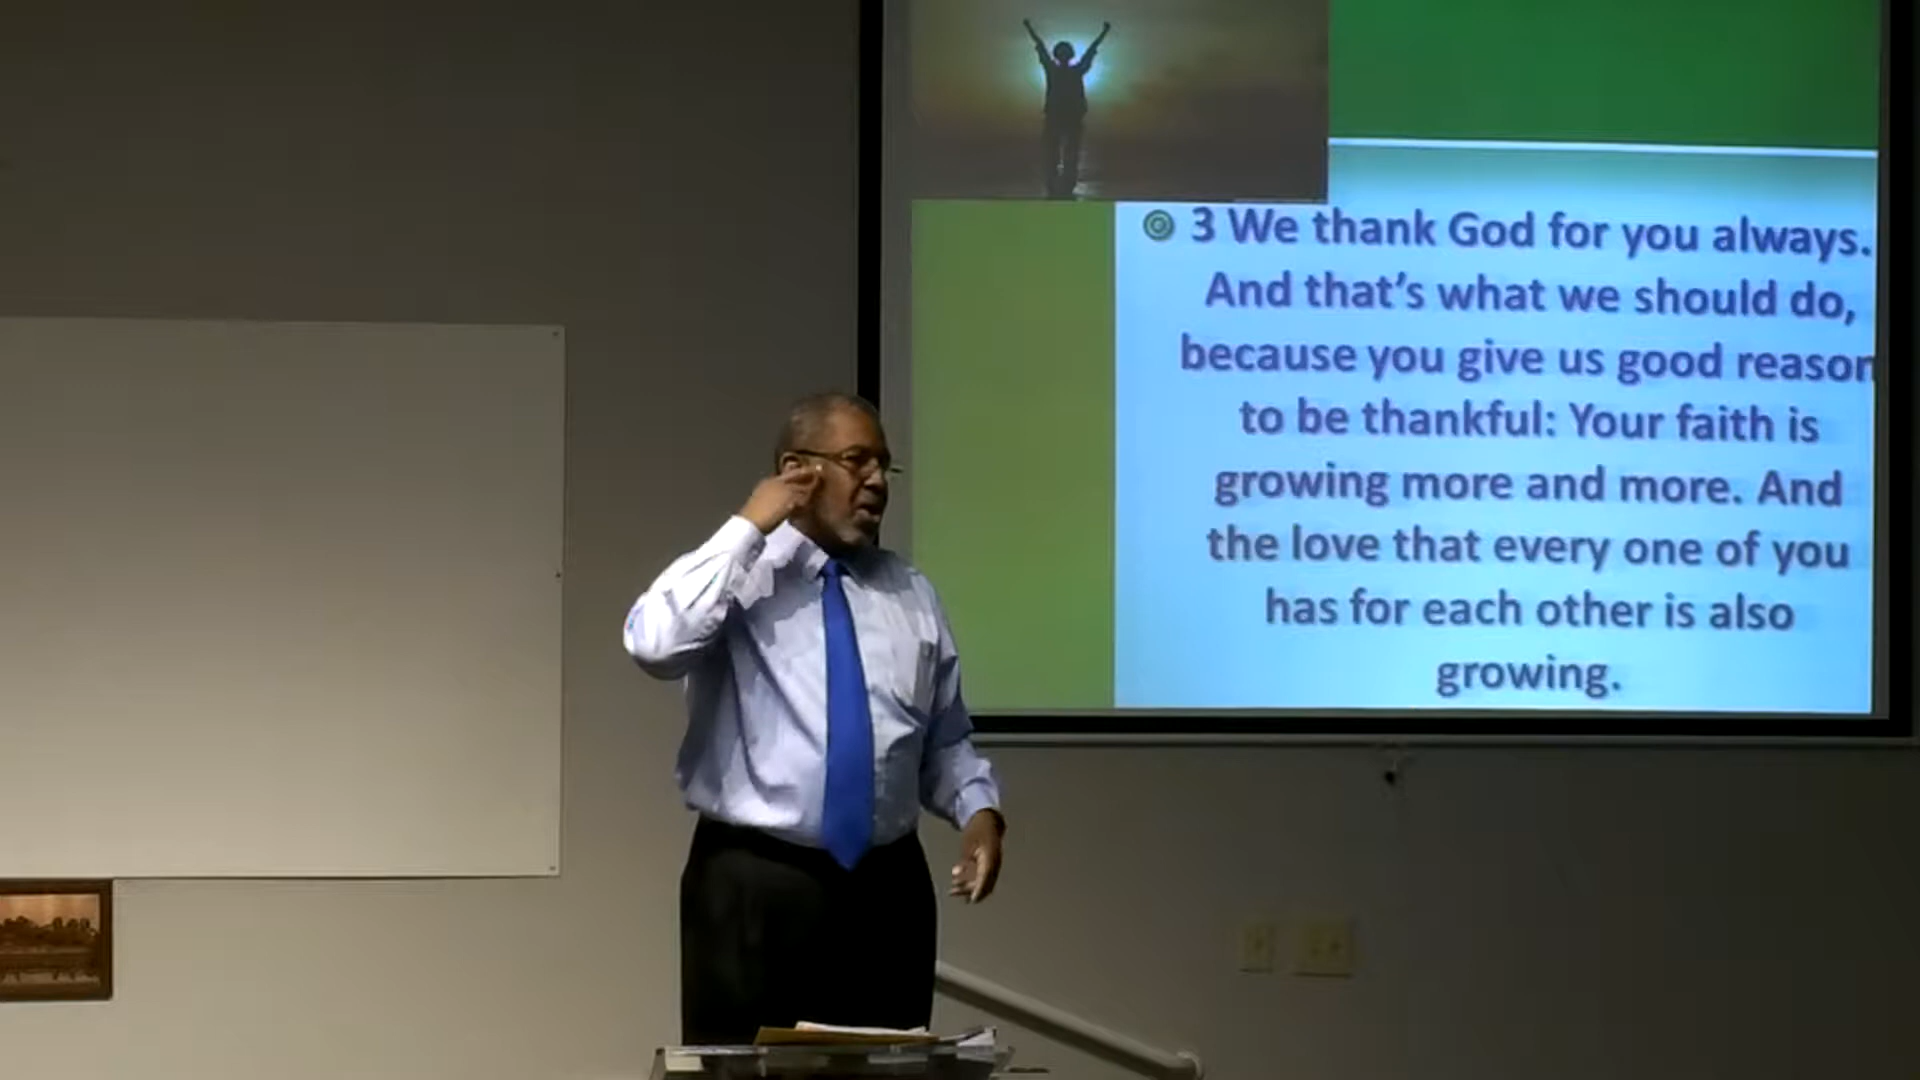 3 We thank God for you always.
And that's what we should do,
because you give us good reason
to be thankful: Your faith is
growing more and more. And
the love that every one of you
has for each other is also
growing.